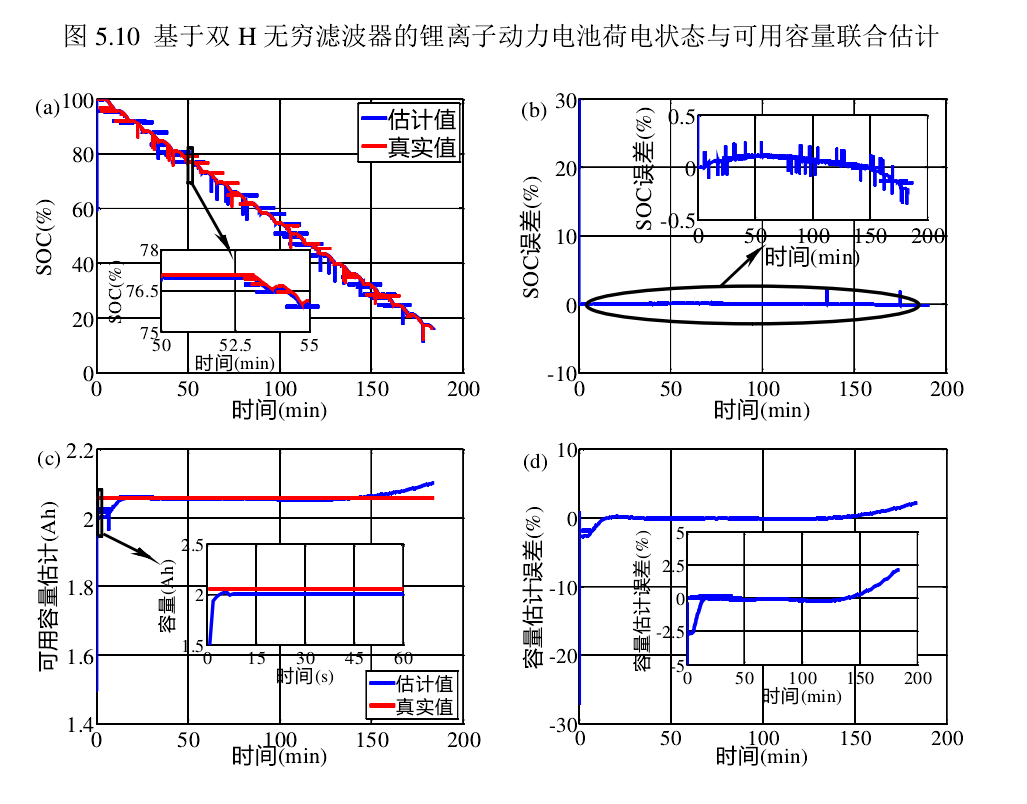 图 5.10 基于双 H 无穷滤波器的锂离子动力电池荷电状态与可用容量联合估计
(a)
SOC(%)
100
80
60
40
20
0
0 50 100 150 200
时间(min)
估计值
真实值
SOC(%)
78
76.5
75
50 52.5 55
时间(min)
(b)
SOC误差(%)
30
20
10
0
-10
0 50 100 150 200
时间(min)
SOC误差(%)
0.5
0
-0.5
0 50 100 150 200
时间(min)
(c)
可用容量估计(Ah)
2.2
2
1.8
1.6
1.4
0 50 100 150 200
时间(min)
容量(Ah)
2.5
2
1.5
0 15 30 45 60
时间(s)
估计值
真实值
(d)
容量估计误差(%)
10
0
-10
-20
-30
0 50 100 150 200
时间(min)
容量估计误差(%)
5
2.5
0
-2.5
-5
0 50 100 150 200
时间(min)